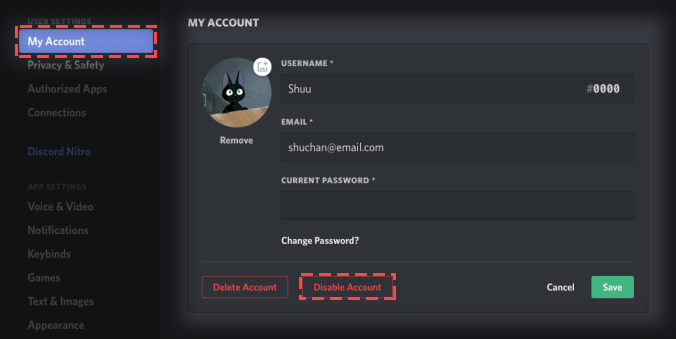 USER SETTINGS
My Account
Privacy & Safety
Authorized Apps
Connections
Discord Nitro
APP SETTINGS
Voice & Video
Notifications
Keybinds
Games
Text & Images
Appearance
MY ACCOUNT
Remove
USERNAME *
Shuu #0000
EMAIL *
shuchan@email.com
CURRENT PASSWORD *
Change Password?
Delete Account Disable Account Cancel Save